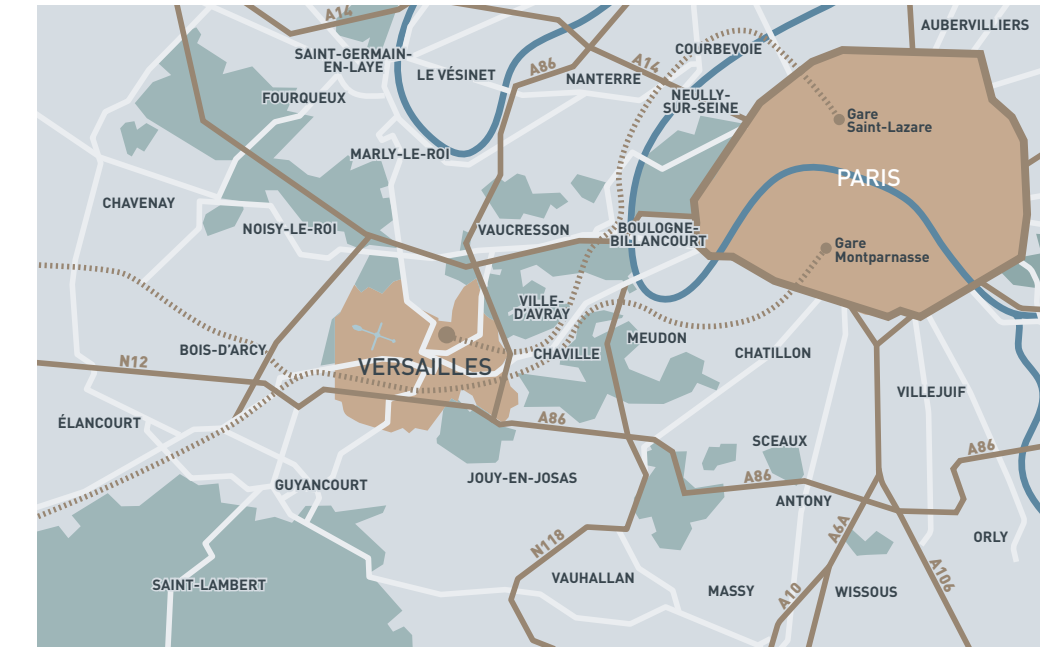 A14
AUBERVILLIERS
SAINT-GERMAIN-
EN-LAYE
COURBEVOIE
LE VÉSINET
A86
NANTERRE
A14
FOURQUEUX
NEULLY-
SUR-SEINE
Gare
Saint-Lazare
MARLY-LE-ROI
PARIS
CHAVENAY
NOISY-LE-ROI
VAUCRESSON
BOULOGNE-
BILLANCOURT
Gare
Montparnasse
VILLE-
D'AVRAY
BOIS-D'ARCY
N12
VERSAILLES
CHAVILLE
MEUDON
CHATILLON
VILLEJUIF
ÉLANCOURT
A86
SCEAUX
A86
GUYANCOURT
JOUY-EN-JOSAS
A86
ANTONY
A6A
ORLY
N118
SAINT-LAMBERT
VAUHALLAN
MASSY
A10
WISSOUS
A106